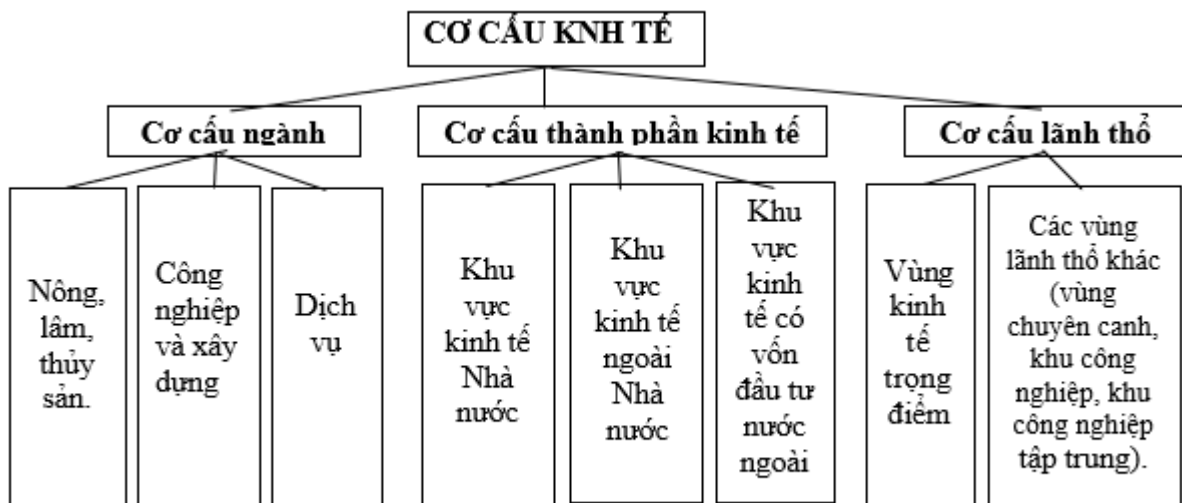 CƠ CẤU KNH TẾ
Cơ cấu ngành
Cơ cấu thành phần kinh tế
Cơ cấu lãnh thổ
Nông,
lâm,
thủy
sản.
Công
nghiệp
và xây
dựng
Dịch
vụ
Khu
vực
kinh tế
Nhà
nước
Khu
vực
kinh tế
ngoài
Nhà
nước
Khu
vực
kinh
tế có
vốn
đầu tư
nước
ngoài
Vùng
kinh
tế
trọng
điểm
Các vùng
lãnh thổ khác
(vùng
chuyên canh,
khu công
nghiệp, khu
công nghiệp
tập trung).